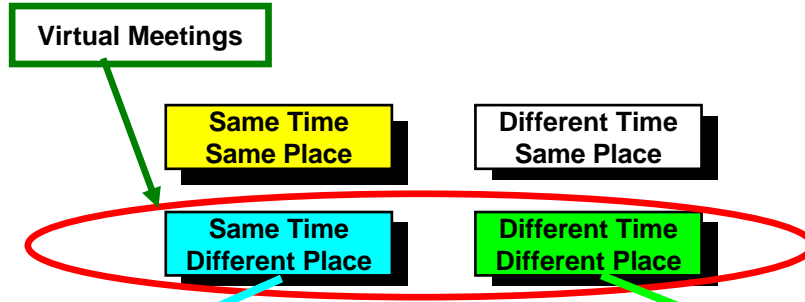 Virtual Meetings
Same Time
Same Place
Different Time
Same Place
Same Time
Different Place
Different Time
Different Place